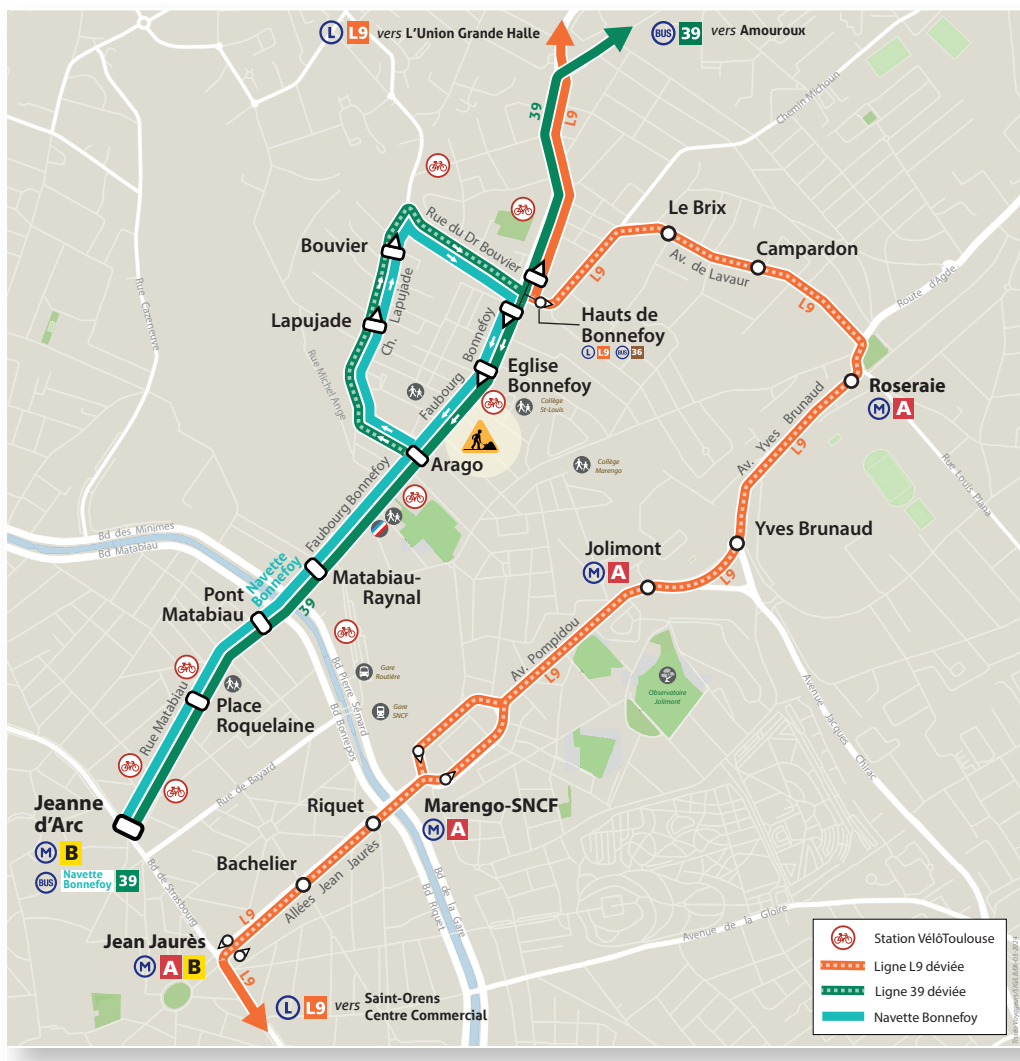 L L9 vers L'Union Grande Halle
BUS 39 vers Amouroux
39
L9
Chemin Michoun
Rue du Dr Bouvier
Bouvier
Le Brix
Campardon
Av. de Lavaur
L9
L9
Route d'Agde
Rue Cazeneuve
Lapujade
Ch. Lapujade
Hauts de
Bonnefoy
L L9 BUS 36
Rue Michel Ange
Faubourg Bonnefoy
Eglise
Bonnefoy
Collège
St-Louis
Roseraie
M A
Av. Yves Brunaud
L9
Arago
Collège
Marengo
Rue Louis Plana
Faubourg Bonnefoy
Bd des Minimes
Bd Matabiau
Yves Brunaud
Jolimont
M A
L9
Navette
Bonnefoy
39
Matabiau-
Raynal
Pont
Matabiau
Av. Pompidou
L9
Gare
Routière
Gare
SNCF
Observatoire
Jolimont
Bd Pierre Sémard
Bd Bonrepos
Avenue Jacques Chirac
Rue Matabiau
Place
Roquelaine
Rue de Bayard
Jeanne
d'Arc
M B
BUS Navette
Bonnefoy 39
Riquet
Marengo-SNCF
M A
Bachelier
Allées Jean Jaurès
Bd de Strasbourg
Bd de la Gare
Bd Riquet
Avenue de la Gloire
L9
Jean Jaurès
M A B
L9
L L9 vers Saint-Orens
Centre Commercial
Station VélôToulouse
Ligne L9 déviée
Ligne 39 déviée
Navette Bonnefoy